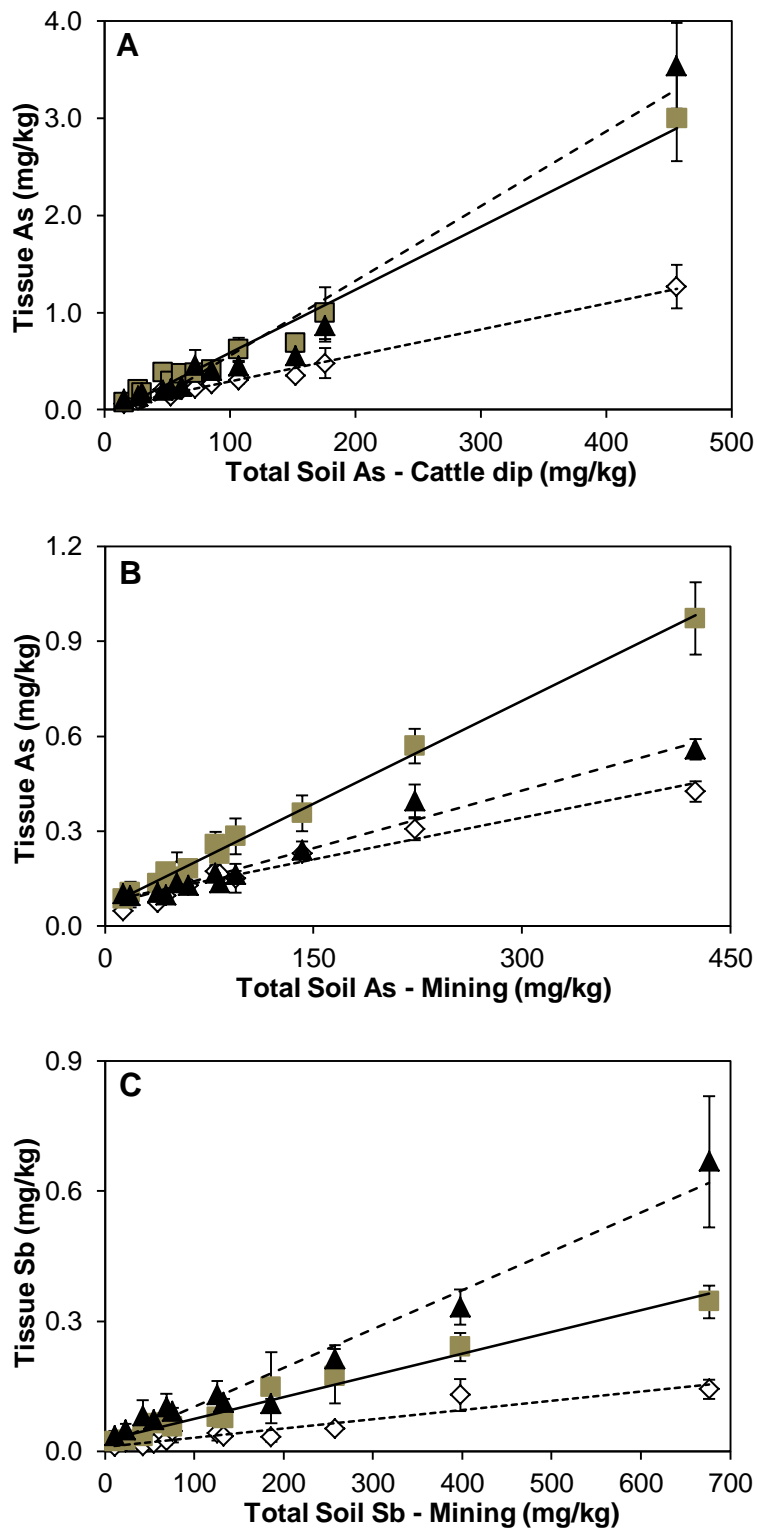 A
4.0
3.0
2.0
1.0
0.0
Tissue As (mg/kg)
0 100 200 300 400 500
Total Soil As - Cattle dip (mg/kg)
B
1.2
0.9
0.6
0.3
0.0
Tissue As (mg/kg)
0 150 300 450
Total Soil As - Mining (mg/kg)
C
0.9
0.6
0.3
0.0
Tissue Sb (mg/kg)
0 100 200 300 400 500 600 700
Total Soil Sb - Mining (mg/kg)